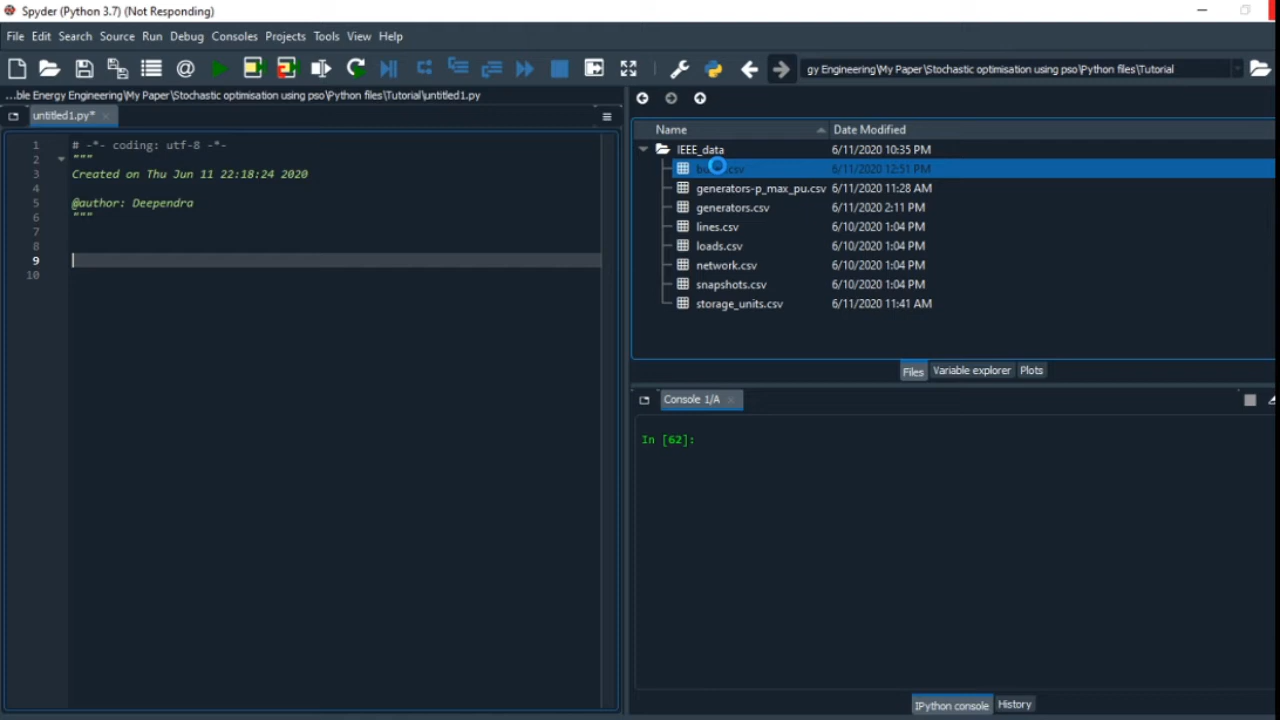 Spyder (Python 3.7) (Not Responding)
File Edit Search Source Run Debug Consoles Projects Tools View Help
gy Engineering\My Paper\Stochastic optimisation using pso\Python files\Tutorial
...ble Energy Engineering\My Paper\Stochastic optimisation using pso\Python files\Tutorial\untitled1.py
untitled1.py*
1 # -*- coding: utf-8 -*-
2 """
3 Created on Thu Jun 11 22:18:24 2020
4
5 @author: Deependra
6 """
7
8
9
10
Name Date Modified
IEEE_data 6/11/2020 10:35 PM
6/11/2020 12:51 PM
generators-p_max_pu.csv 6/11/2020 11:28 AM
generators.csv 6/11/2020 2:11 PM
lines.csv 6/10/2020 1:04 PM
loads.csv 6/10/2020 1:04 PM
network.csv 6/10/2020 1:04 PM
snapshots.csv 6/10/2020 1:04 PM
storage_units.csv 6/11/2020 11:41 AM
Files Variable explorer Plots
Console 1/A
In [62]:
IPython console History